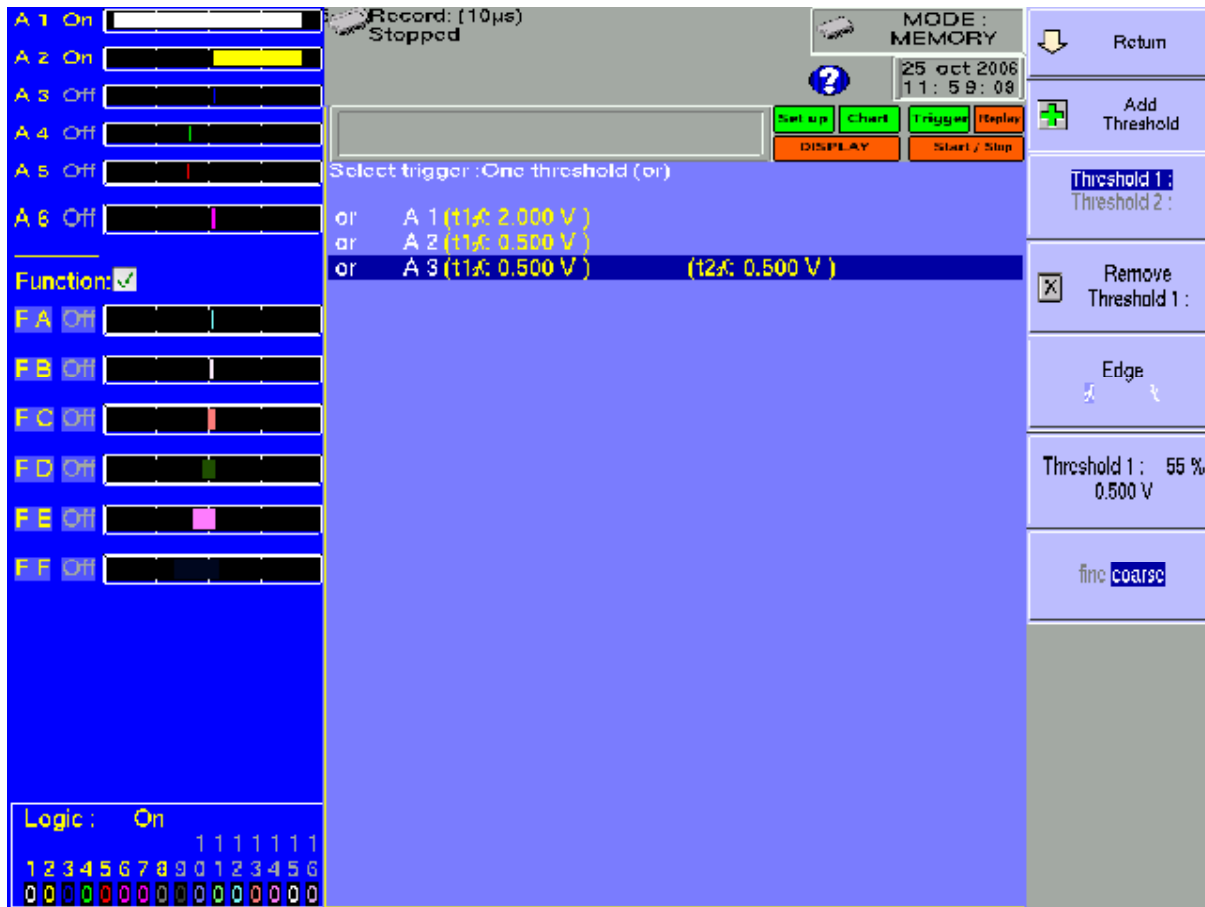 A 1 On
A 2 On
A 3 Off
A 4 Off
A 5 Off
A 6 Off
Function:
F A Off
F B Off
F C Off
F D Off
F E Off
F F Off
Logic : On
1 1 1 1 1 1 1
1 2 3 4 5 6 7 8 9 0 1 2 3 4 5 6
0 0 0 0 0 0 0 0 0 0 0 0 0 0 0 0
Record: (10µs)
Stopped
MODE :
MEMORY
?
25 oct 2006
11: 59: 09
Set up Chart Trigger Replay
DISPLAY Start / Stop
Select trigger :One threshold (or)
or A 1 (t1: 2.000 V )
or A 2 (t1: 0.500 V )
or A 3 (t1: 0.500 V ) (t2: 0.500 V )
Return
Add
Threshold
Threshold 1 :
Threshold 2 :
Remove
Threshold 1 :
Edge
Threshold 1 : 55 %
0.500 V
fine coarse